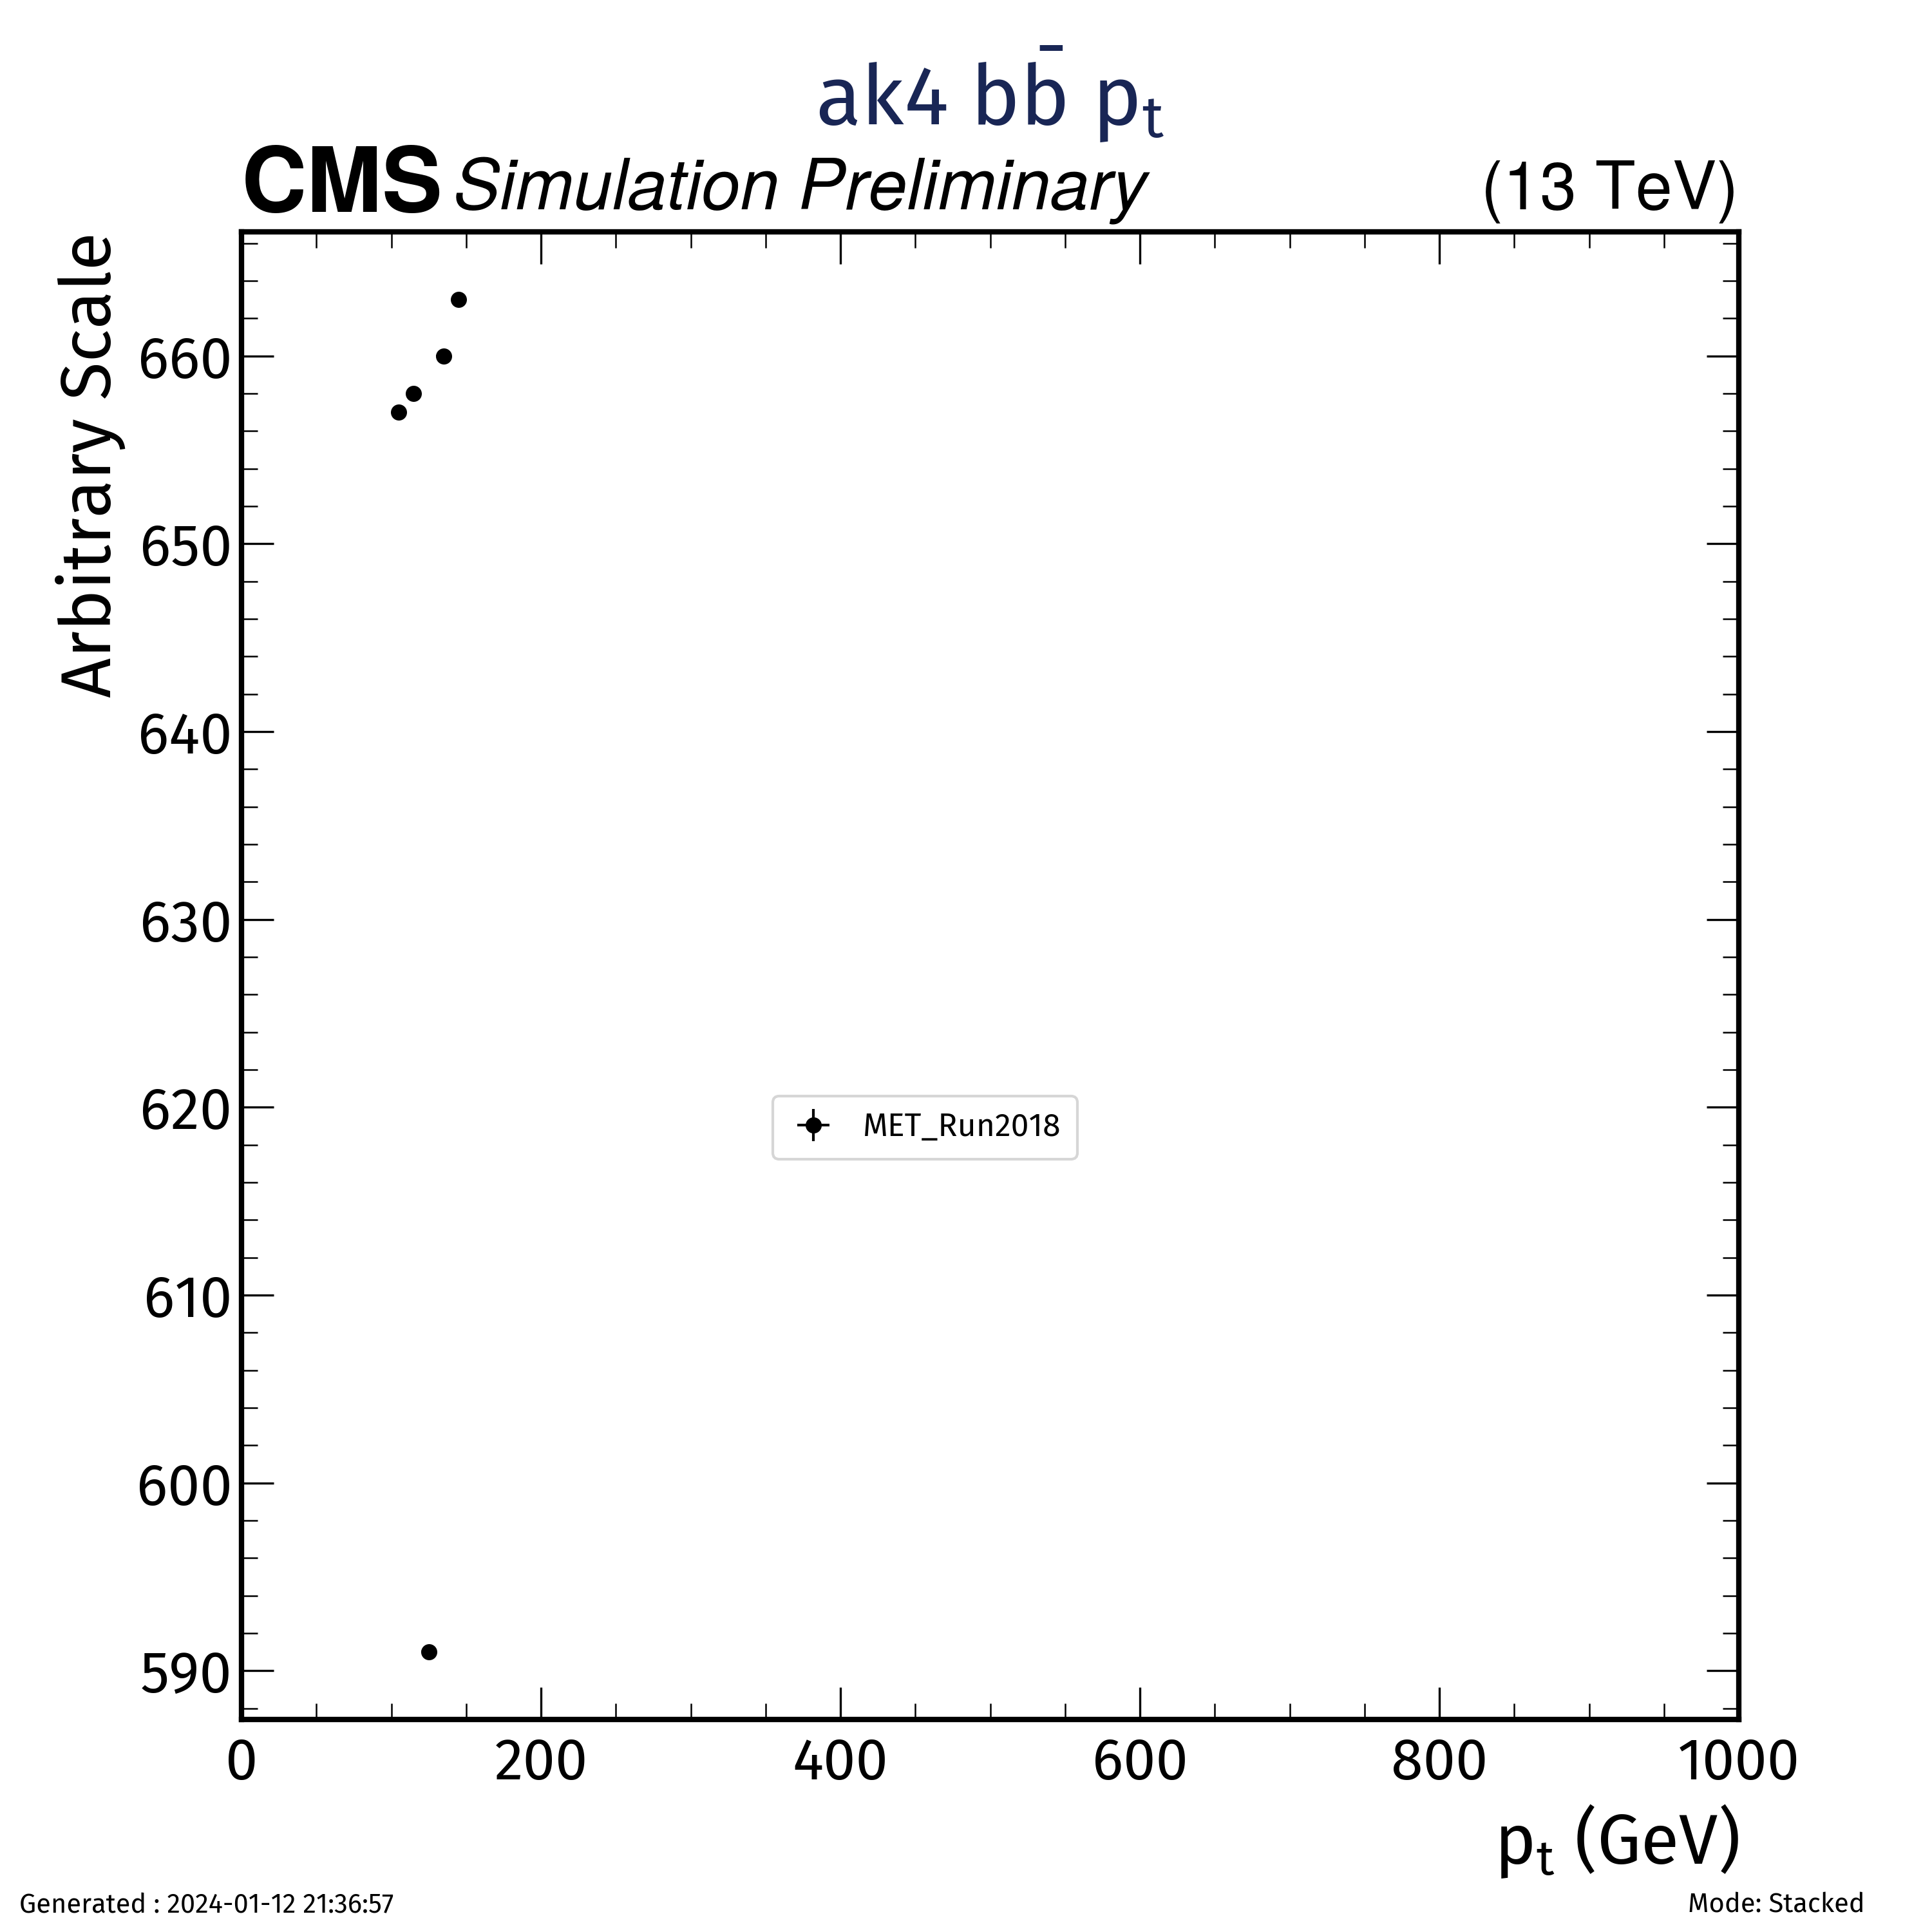 ak4 bb̄ pₜ
CMS Simulation Preliminary (13 TeV)
Arbitrary Scale
660
650
640
630
620
610
600
590
MET_Run2018
0 200 400 600 800 1000
pₜ (GeV)
Generated : 2024-01-12 21:36:57
Mode: Stacked